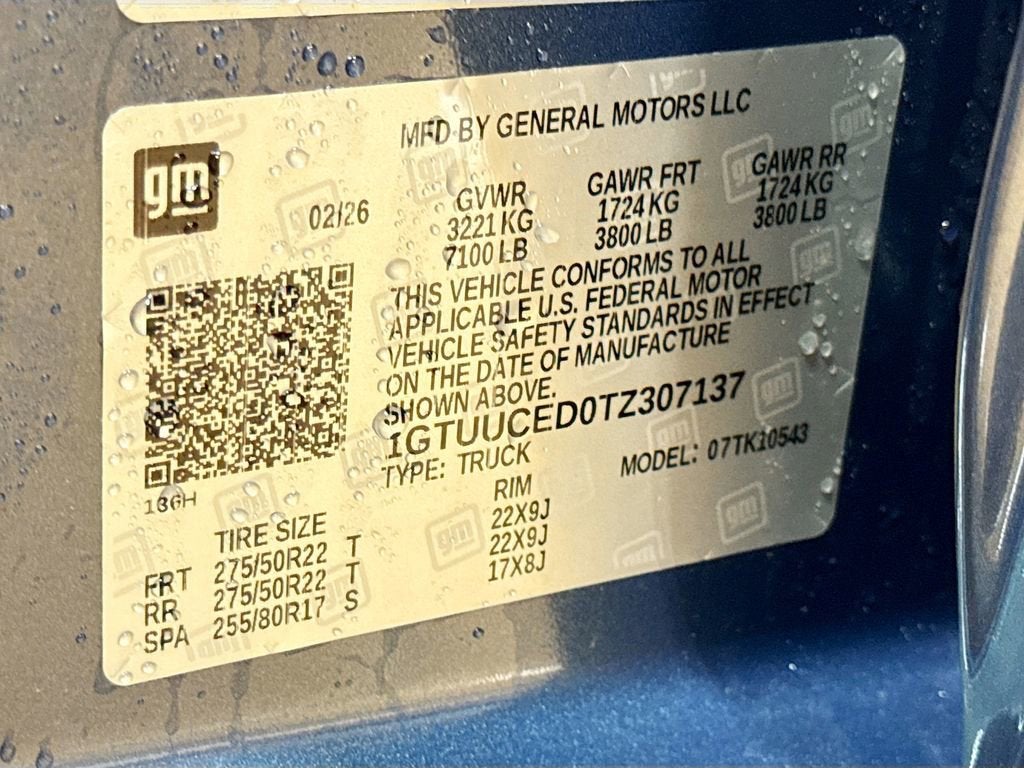 MFD BY GENERAL MOTORS LLC
gm
02/26
GVWR GAWR FRT GAWR RR
3221 KG 1724 KG 1724 KG
7100 LB 3800 LB 3800 LB
THIS VEHICLE CONFORMS TO ALL
APPLICABLE U.S. FEDERAL MOTOR
VEHICLE SAFETY STANDARDS IN EFFECT
ON THE DATE OF MANUFACTURE
SHOWN ABOVE.
1GTUUCED0TZ307137
TYPE: TRUCK MODEL: 07TK10543
136H
TIRE SIZE RIM
FRT 275/50R22 T 22X9J
RR 275/50R22 T 22X9J
SPA 255/80R17 S 17X8J